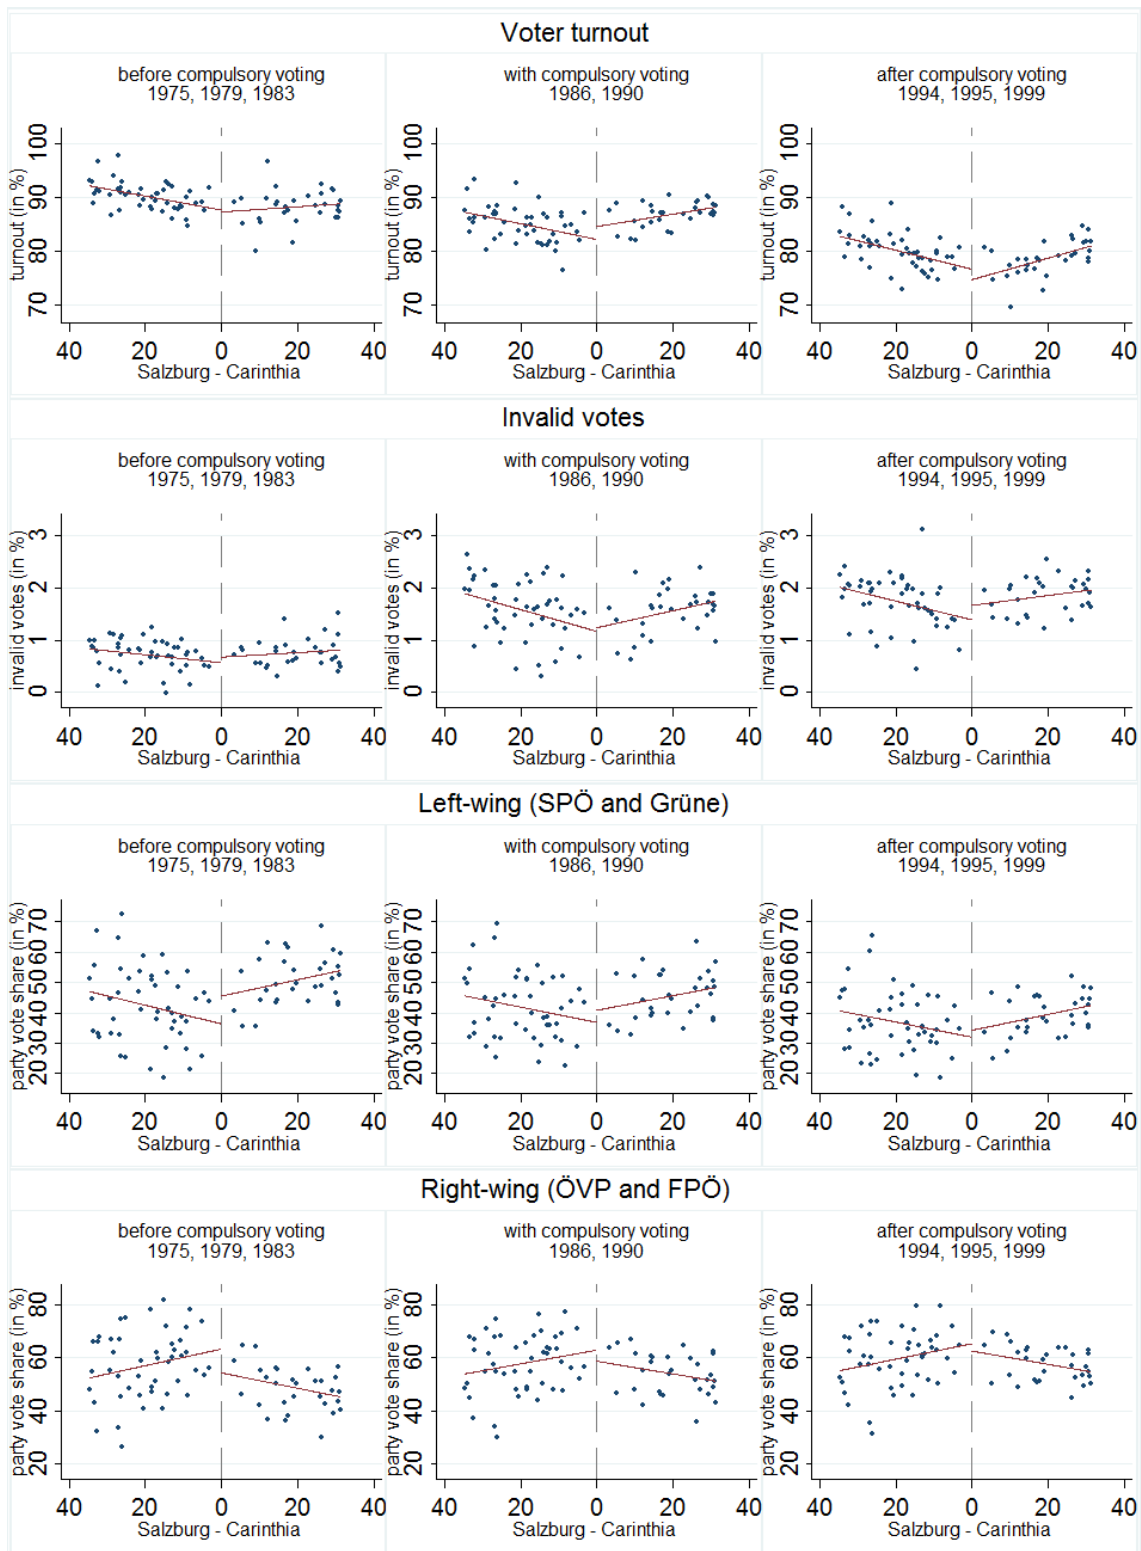 Voter turnout
before compulsory voting
1975, 1979, 1983
with compulsory voting
1986, 1990
after compulsory voting
1994, 1995, 1999
turnout (in %)
100
90
80
70
40 20 0 20 40
Salzburg - Carinthia
turnout (in %)
100
90
80
70
40 20 0 20 40
Salzburg - Carinthia
turnout (in %)
100
90
80
70
40 20 0 20 40
Salzburg - Carinthia
Invalid votes
before compulsory voting
1975, 1979, 1983
with compulsory voting
1986, 1990
after compulsory voting
1994, 1995, 1999
invalid votes (in %)
3
2
1
0
40 20 0 20 40
Salzburg - Carinthia
invalid votes (in %)
3
2
1
0
40 20 0 20 40
Salzburg - Carinthia
invalid votes (in %)
3
2
1
0
40 20 0 20 40
Salzburg - Carinthia
Left-wing (SPÖ and Grüne)
before compulsory voting
1975, 1979, 1983
with compulsory voting
1986, 1990
after compulsory voting
1994, 1995, 1999
party vote share (in %)
70
60
50
40
30
20
40 20 0 20 40
Salzburg - Carinthia
party vote share (in %)
70
60
50
40
30
20
40 20 0 20 40
Salzburg - Carinthia
party vote share (in %)
70
60
50
40
30
20
40 20 0 20 40
Salzburg - Carinthia
Right-wing (ÖVP and FPÖ)
before compulsory voting
1975, 1979, 1983
with compulsory voting
1986, 1990
after compulsory voting
1994, 1995, 1999
party vote share (in %)
80
60
40
20
40 20 0 20 40
Salzburg - Carinthia
party vote share (in %)
80
60
40
20
40 20 0 20 40
Salzburg - Carinthia
party vote share (in %)
80
60
40
20
40 20 0 20 40
Salzburg - Carinthia